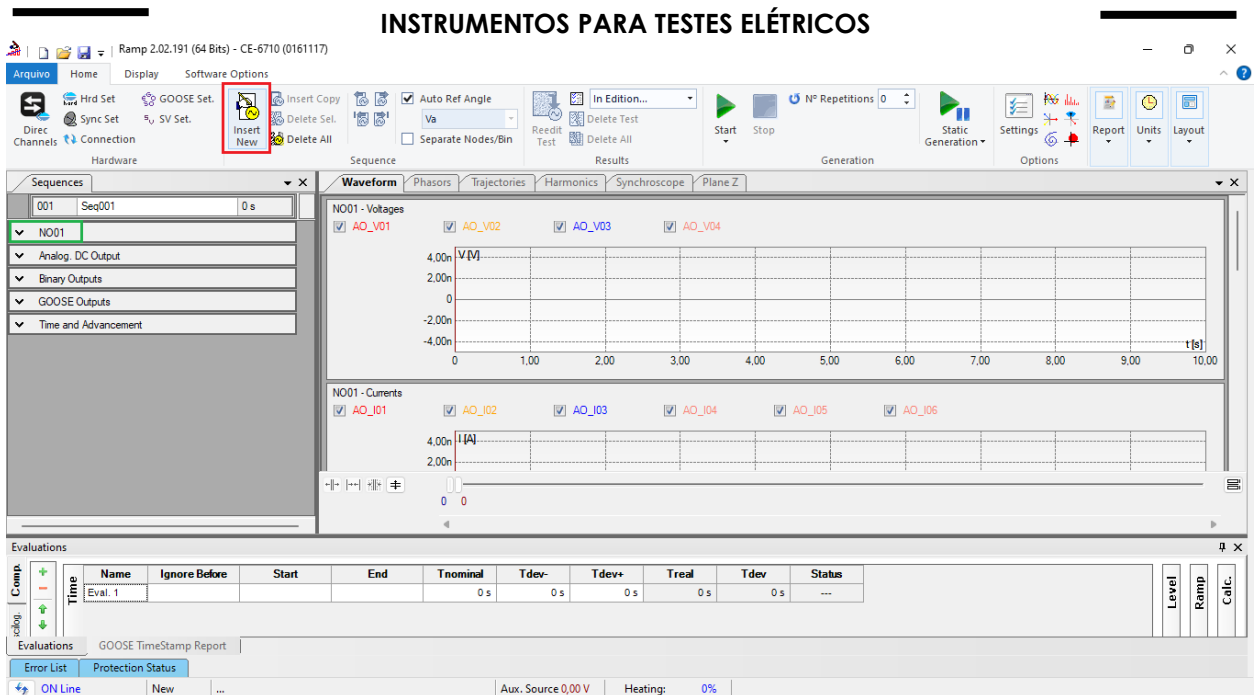 INSTRUMENTOS PARA TESTES ELÉTRICOS
Ramp 2.02.191 (64 Bits) - CE-6710 (0161117)
Arquivo Home Display Software Options
Direc Channels
Hrd Set
Sync Set
Connection
GOOSE Set.
SV Set.
Hardware
Insert New
Insert Copy
Delete Sel.
Delete All
Auto Ref Angle
Va
Separate Nodes/Bin
Sequence
Reedit Test
In Edition...
Delete Test
Delete All
Results
Start
Stop
Nº Repetitions 0
Static Generation
Generation
Settings
Options
Report
Units
Layout
Sequences
001 Seq001 0 s
NO01
Analog. DC Output
Binary Outputs
GOOSE Outputs
Time and Advancement
Waveform Phasors Trajectories Harmonics Synchroscope Plane Z
NO01 - Voltages
AO_V01 AO_V02 AO_V03 AO_V04
V [V]
4,00n
2,00n
0
-2,00n
-4,00n
t [s]
0 1,00 2,00 3,00 4,00 5,00 6,00 7,00 8,00 9,00 10,00
NO01 - Currents
AO_I01 AO_I02 AO_I03 AO_I04 AO_I05 AO_I06
I [A]
4,00n
2,00n
0 0
Evaluations
Comp.
Time
Name Ignore Before Start End Tnominal Tdev- Tdev+ Treal Tdev Status
Eval. 1 0 s 0 s 0 s 0 s 0 s ---
Level
Ramp
Calc.
Evaluations GOOSE TimeStamp Report
Error List Protection Status
ON Line New ... Aux. Source 0,00 V Heating: 0%